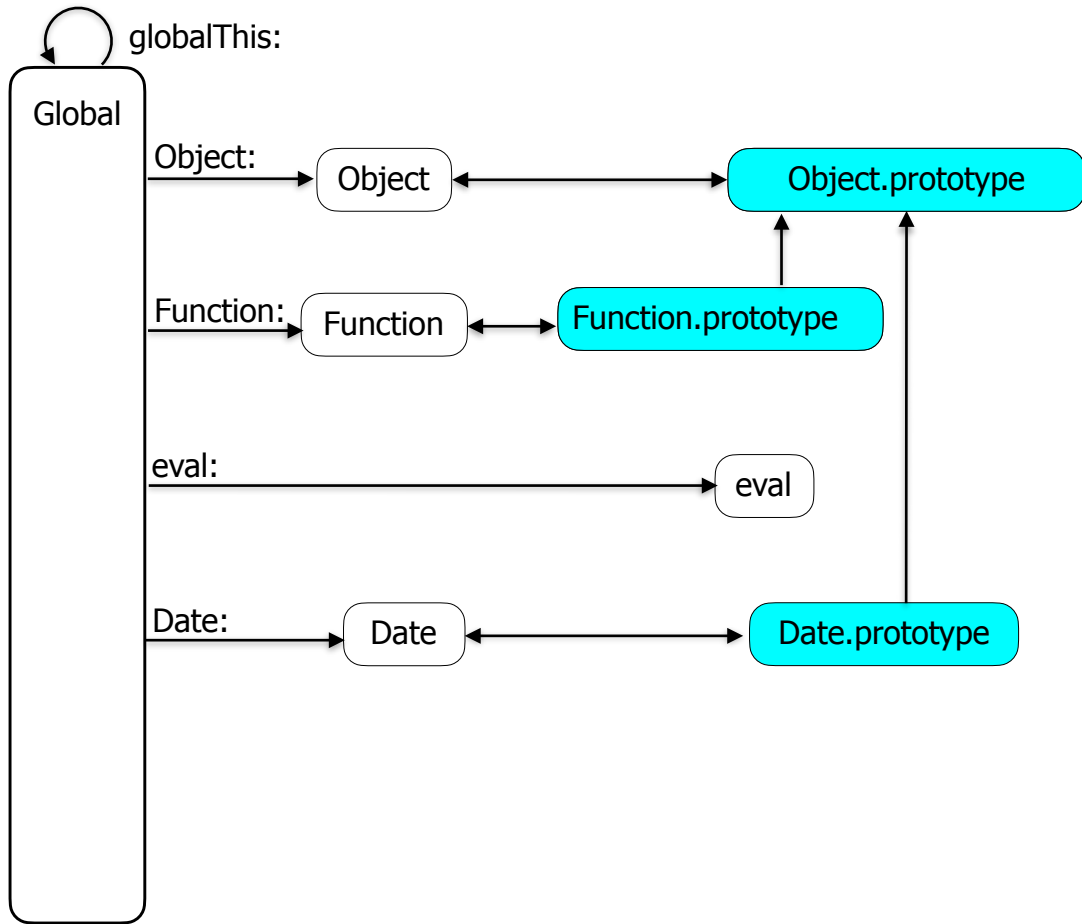 globalThis:
Global
Object:
Object
Object.prototype
Function:
Function
Function.prototype
eval:
eval
Date:
Date
Date.prototype